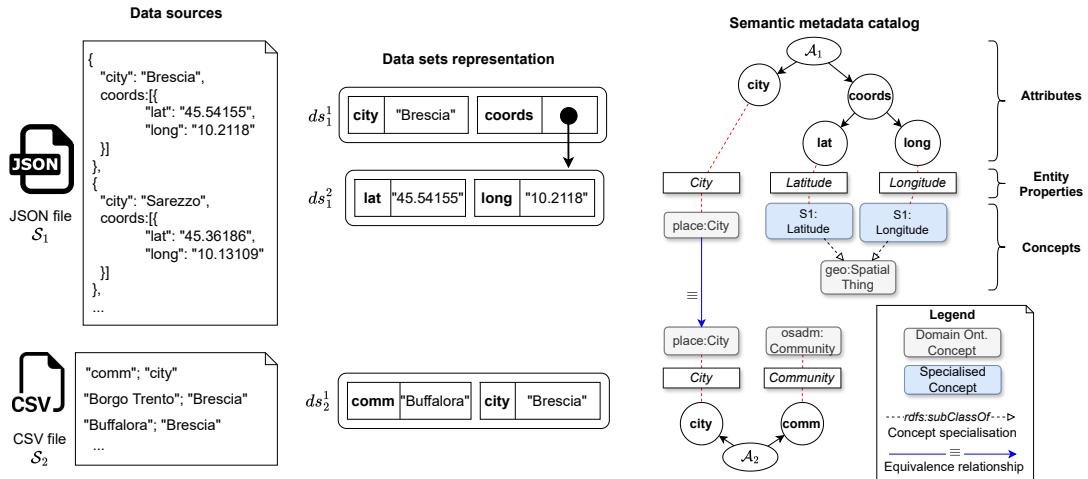 Data sources
{
"city": "Brescia",
coords:[{
"lat": "45.54155",
"long": "10.2118"
}]
},
{
"city": "Sarezzo",
coords:[{
"lat": "45.36186",
"long": "10.13109"
}]
},
...
JSON
JSON file
S₁
"comm"; "city"
"Borgo Trento"; "Brescia"
"Buffalora"; "Brescia"
...
CSV
CSV file
S₂
Data sets representation
ds₁¹
city "Brescia" coords
ds₁²
lat "45.54155" long "10.2118"
ds₂¹
comm "Buffalora" city "Brescia"
Semantic metadata catalog
A₁
city
coords
lat
long
Attributes
City
Latitude
Longitude
Entity
Properties
place:City
S1:
Latitude
S1:
Longitude
geo:Spatial
Thing
Concepts
≡
place:City
osadm:
Community
City
Community
city
comm
A₂
Legend
Domain Ont.
Concept
Specialised
Concept
rdfs:subClassOf
Concept specialisation
≡
Equivalence relationship